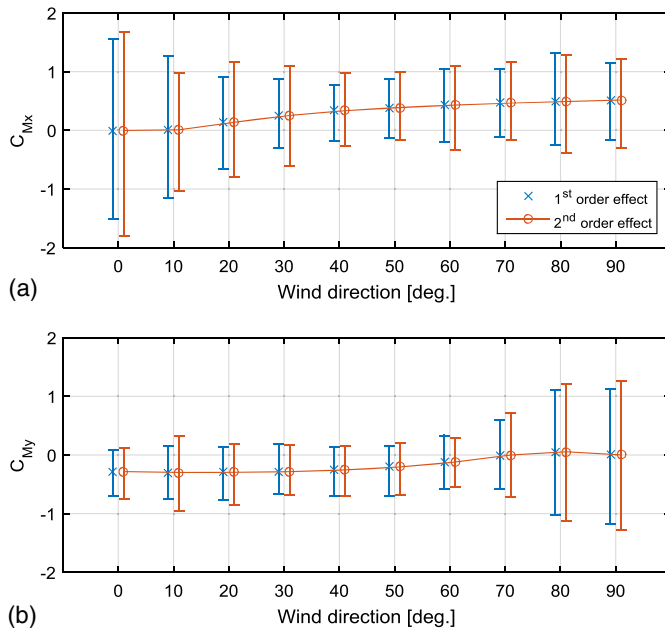 2
1
0
-1
-2
C_Mx
1st order effect
2nd order effect
0 10 20 30 40 50 60 70 80 90
Wind direction [deg.]
(a)
2
1
0
-1
-2
C_My
0 10 20 30 40 50 60 70 80 90
Wind direction [deg.]
(b)